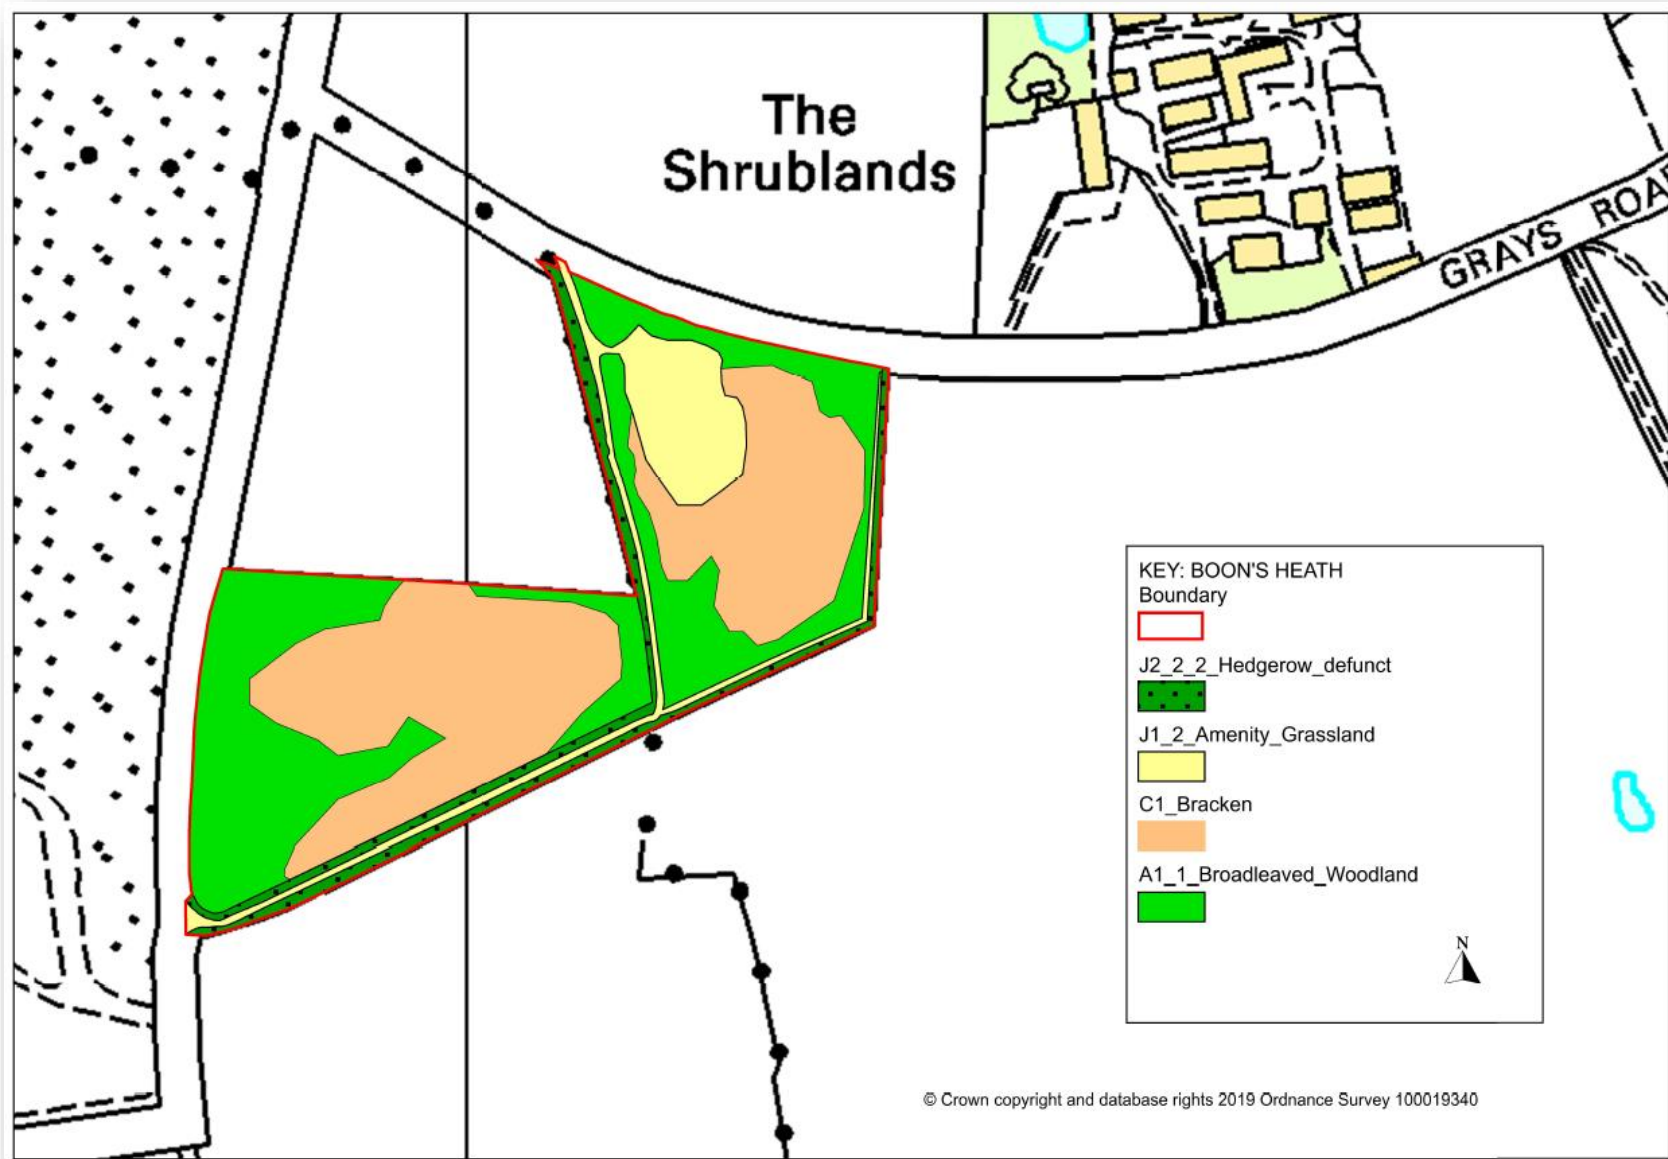 The
Shrublands
GRAYS ROA
KEY: BOON'S HEATH
Boundary
J2_2_2_Hedgerow_defunct
J1_2_Amenity_Grassland
C1_Bracken
A1_1_Broadleaved_Woodland
N
© Crown copyright and database rights 2019 Ordnance Survey 100019340